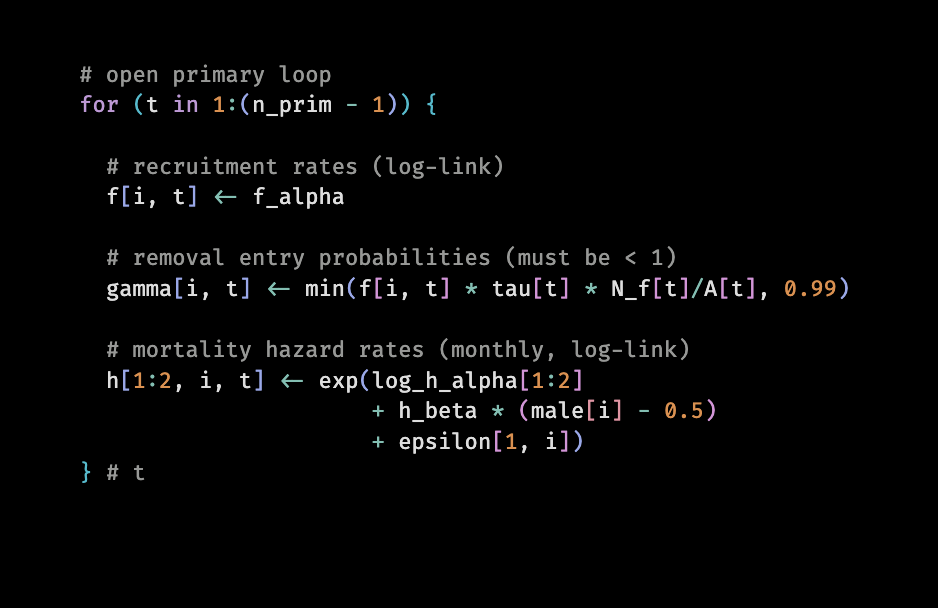 # open primary loop
for (t in 1:(n_prim - 1)) {
# recruitment rates (log-link)
f[i, t] <- f_alpha
# removal entry probabilities (must be < 1)
gamma[i, t] <- min(f[i, t] * tau[t] * N_f[t]/A[t], 0.99)
# mortality hazard rates (monthly, log-link)
h[1:2, i, t] <- exp(log_h_alpha[1:2]
+ h_beta * (male[i] - 0.5)
+ epsilon[1, i])
} # t